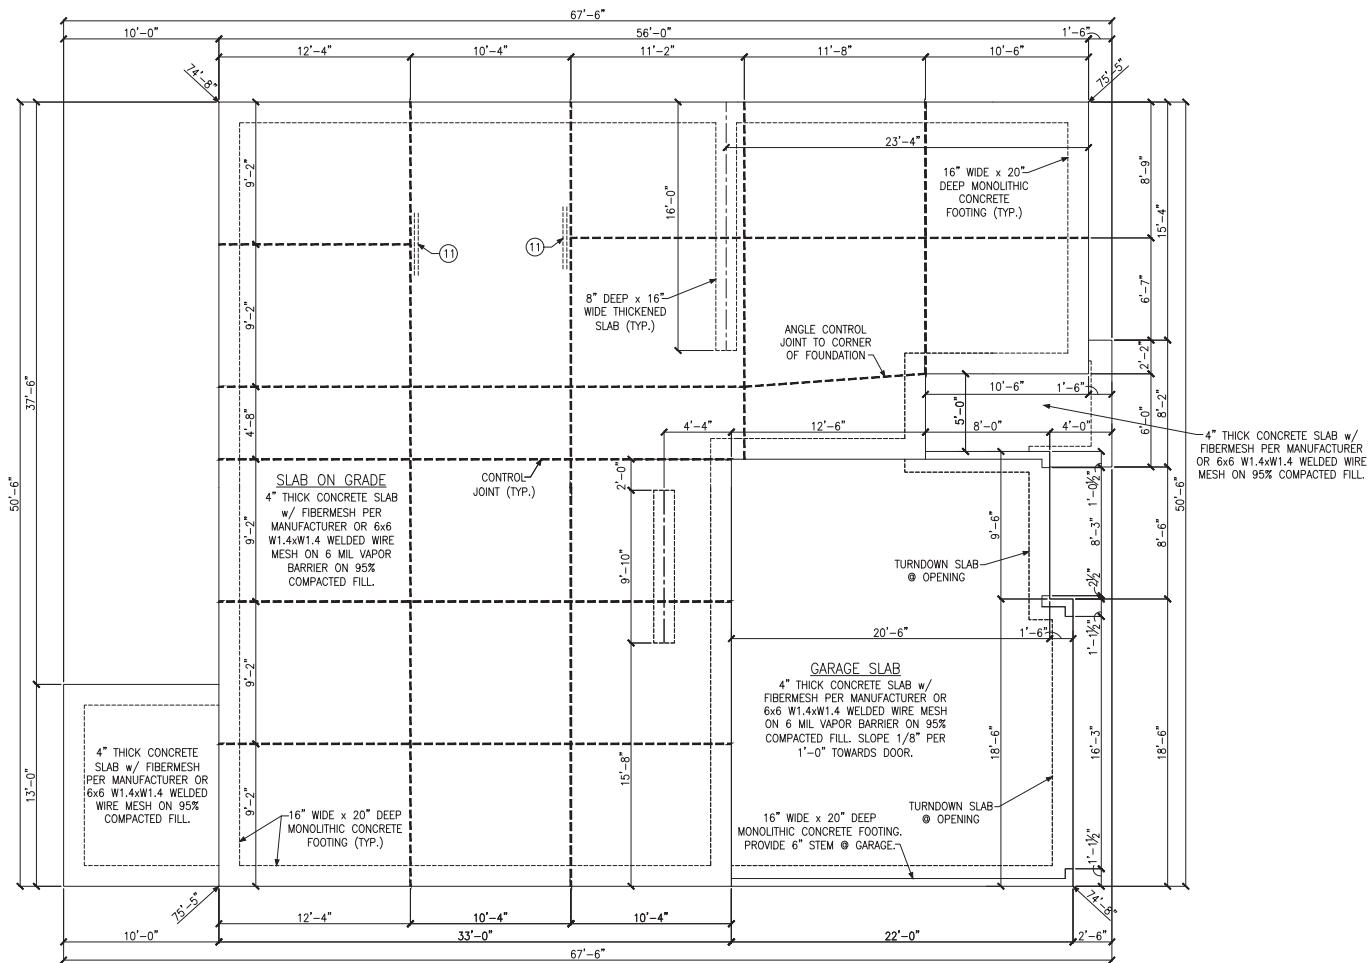 67'-6"
10'-0"
56'-0"
1'-6"
12'-4"
10'-4"
11'-2"
11'-8"
10'-6"
74'-8"
75'-5"
23'-4"
9'-2"
16'-0"
16" WIDE x 20"
DEEP MONOLITHIC
CONCRETE
FOOTING (TYP.)
8'-9"
15'-4"
11
11
9'-2"
8" DEEP x 16"
WIDE THICKENED
SLAB (TYP.)
6'-7"
ANGLE CONTROL
JOINT TO CORNER
OF FOUNDATION
2'-2"
37'-6"
10'-6"
1'-6"
5'-0"
6'-0"
8'-2"
4'-8"
4'-4"
12'-6"
8'-0"
4'-0"
4" THICK CONCRETE SLAB w/
FIBERMESH PER MANUFACTURER
OR 6x6 W1.4xW1.4 WELDED WIRE
MESH ON 95% COMPACTED FILL.
50'-6"
SLAB ON GRADE
4" THICK CONCRETE SLAB
w/ FIBERMESH PER
MANUFACTURER OR 6x6
W1.4xW1.4 WELDED WIRE
MESH ON 6 MIL VAPOR
BARRIER ON 95%
COMPACTED FILL.
CONTROL
JOINT (TYP.)
2'-0"
1'-0½"
50'-6"
9'-2"
9'-10"
9'-6"
8'-3"
8'-6"
TURNDOWN SLAB
@ OPENING
2½"
20'-6"
1'-6"
1'-1½"
9'-2"
GARAGE SLAB
4" THICK CONCRETE SLAB w/
FIBERMESH PER MANUFACTURER OR
6x6 W1.4xW1.4 WELDED WIRE MESH
ON 6 MIL VAPOR BARRIER ON 95%
COMPACTED FILL. SLOPE 1/8" PER
1'-0" TOWARDS DOOR.
4" THICK CONCRETE
SLAB w/ FIBERMESH
PER MANUFACTURER OR
6x6 W1.4xW1.4 WELDED
WIRE MESH ON 95%
COMPACTED FILL.
13'-0"
9'-2"
15'-8"
18'-6"
16'-3"
18'-6"
16" WIDE x 20" DEEP
MONOLITHIC CONCRETE
FOOTING (TYP.)
TURNDOWN SLAB
@ OPENING
16" WIDE x 20" DEEP
MONOLITHIC CONCRETE FOOTING.
PROVIDE 6" STEM @ GARAGE.
1'-1½"
75'-5"
74'-8"
12'-4"
10'-4"
10'-4"
10'-0"
33'-0"
22'-0"
2'-6"
67'-6"